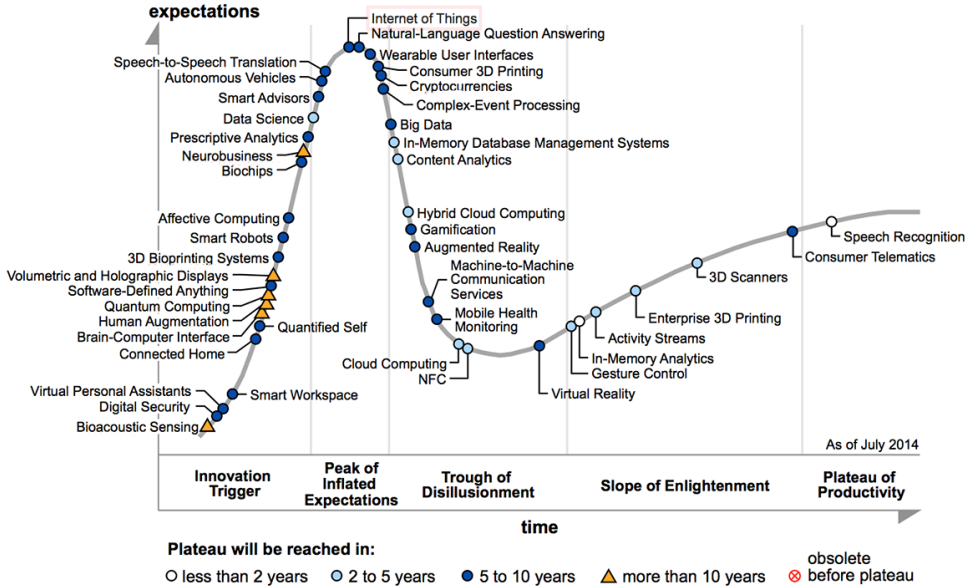 expectations
Internet of Things
Natural-Language Question Answering
Wearable User Interfaces
Speech-to-Speech Translation
Consumer 3D Printing
Autonomous Vehicles
Cryptocurrencies
Smart Advisors
Complex-Event Processing
Data Science
Big Data
Prescriptive Analytics
In-Memory Database Management Systems
Neurobusiness
Content Analytics
Biochips
Hybrid Cloud Computing
Affective Computing
Gamification
Smart Robots
Augmented Reality
3D Bioprinting Systems
Machine-to-Machine
Communication
Services
Volumetric and Holographic Displays
Software-Defined Anything
Quantum Computing
Human Augmentation
Brain-Computer Interface
Quantified Self
Connected Home
Mobile Health
Monitoring
Cloud Computing
NFC
Virtual Personal Assistants
Smart Workspace
Digital Security
Bioacoustic Sensing
Speech Recognition
Consumer Telematics
3D Scanners
Enterprise 3D Printing
Activity Streams
In-Memory Analytics
Gesture Control
Virtual Reality
As of July 2014
Innovation
Trigger
Peak of
Inflated
Expectations
Trough of
Disillusionment
Slope of Enlightenment
Plateau of
Productivity
time
Plateau will be reached in:
less than 2 years
2 to 5 years
5 to 10 years
more than 10 years
obsolete
before plateau